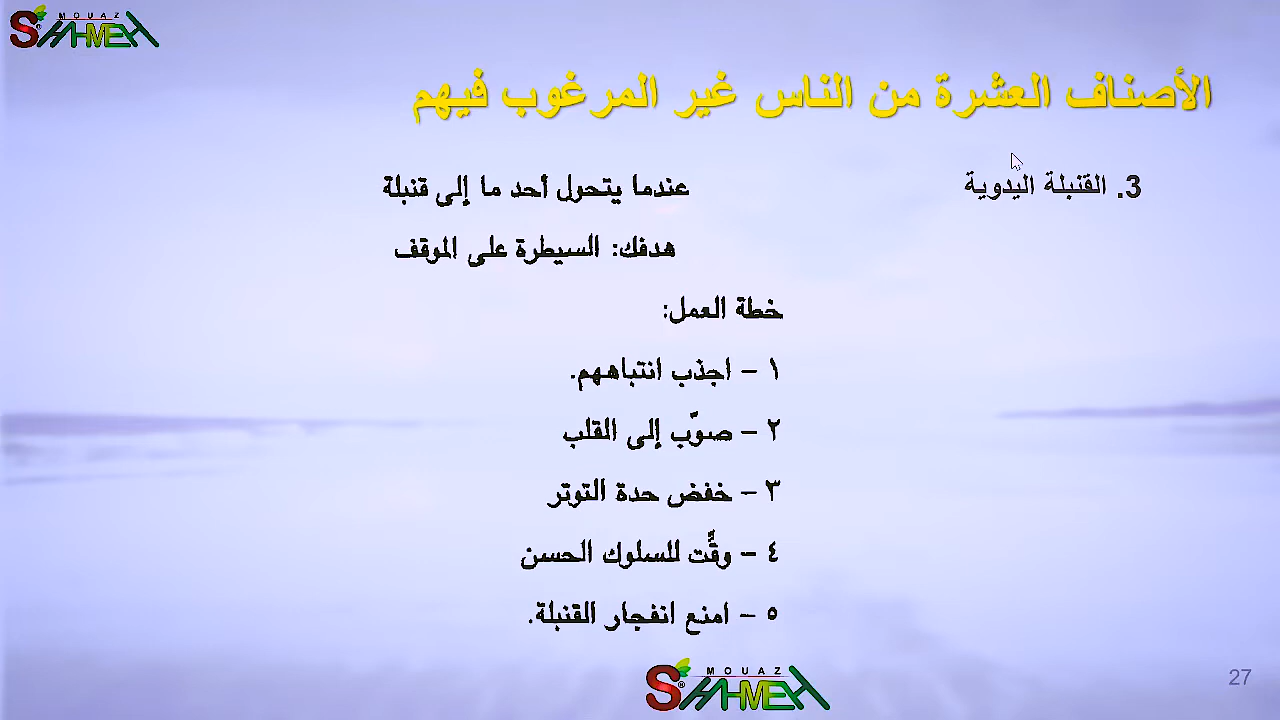 MOUAZ
SHAHMEH
الأصناف العشرة من الناس غير المرغوب فيهم
3. القنبلة اليدوية
عندما يتحول أحد ما إلى قنبلة
هدفك: السيطرة على الموقف
خطة العمل:
١ – اجذب انتباههم.
٢ – صوّب إلى القلب
٣ – خفض حدة التوتر
٤ – وقِّت للسلوك الحسن
٥ – امنع انفجار القنبلة.
MOUAZ
SHAHMEH
27